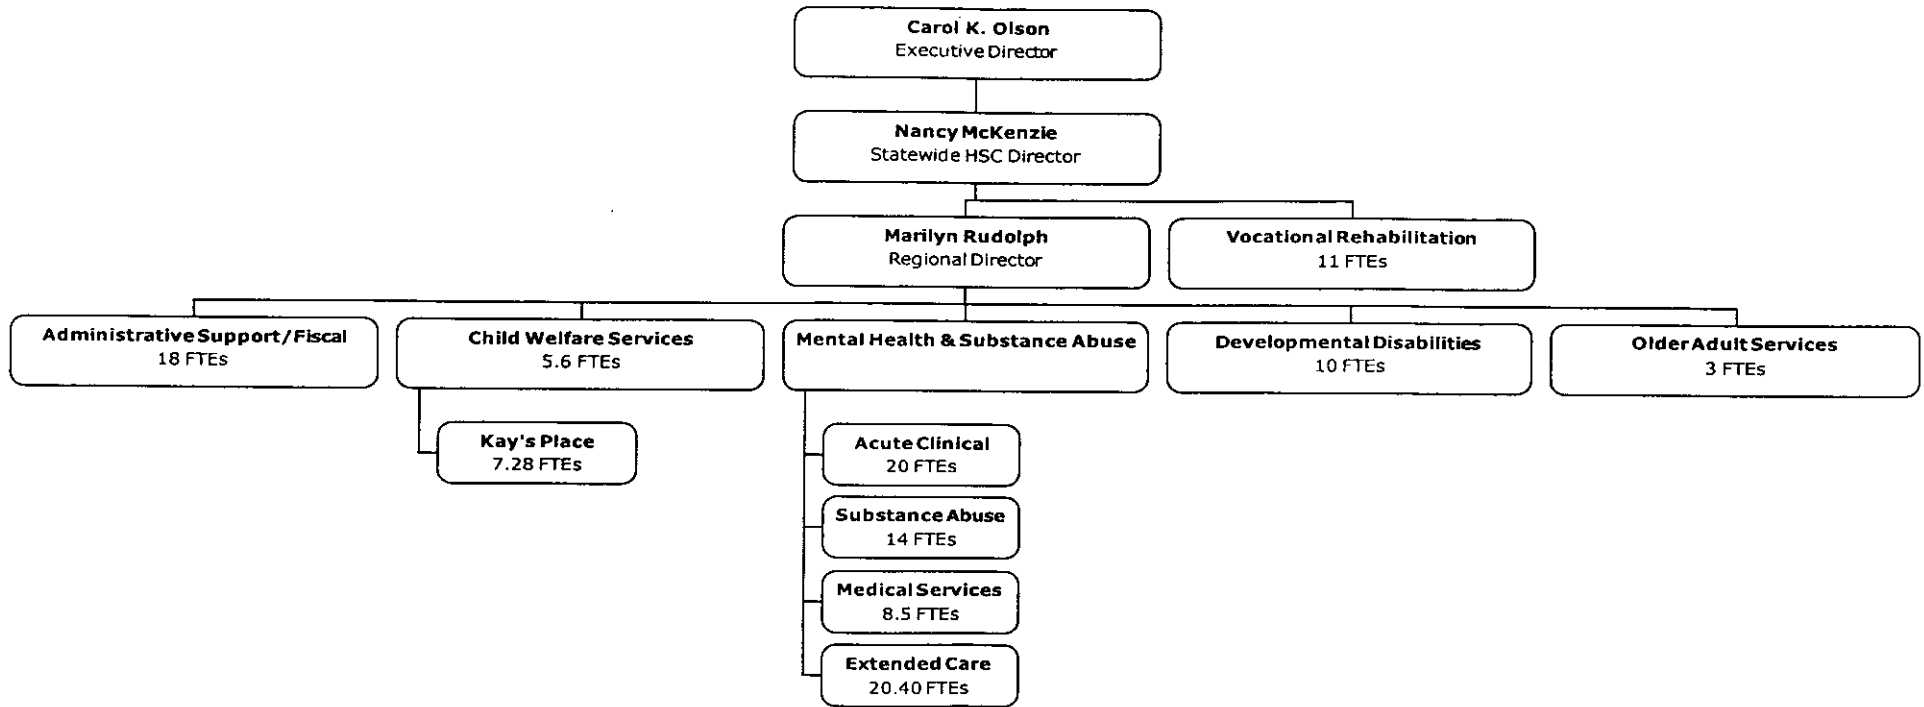 Carol K. Olson
Executive Director
Nancy McKenzie
Statewide HSC Director
Marilyn Rudolph
Regional Director
Vocational Rehabilitation
11 FTEs
Administrative Support/Fiscal
18 FTEs
Child Welfare Services
5.6 FTEs
Mental Health & Substance Abuse
Developmental Disabilities
10 FTEs
Older Adult Services
3 FTEs
Kay's Place
7.28 FTEs
Acute Clinical
20 FTEs
Substance Abuse
14 FTEs
Medical Services
8.5 FTEs
Extended Care
20.40 FTEs